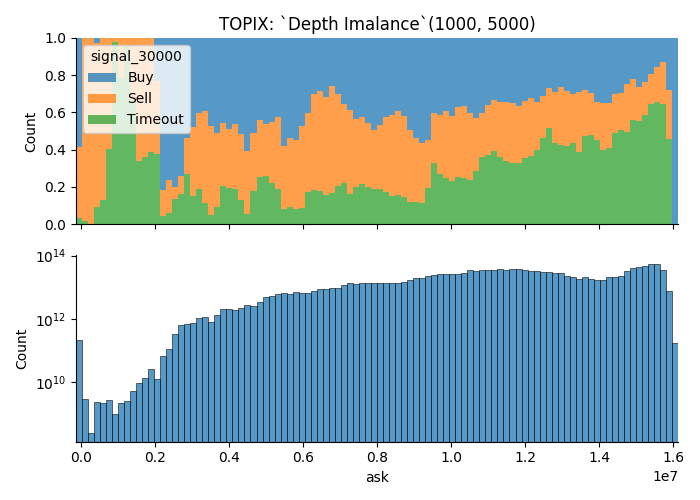 TOPIX: `Depth Imalance`(1000, 5000)
signal_30000
Buy
Sell
Timeout
Count
1.0
0.8
0.6
0.4
0.2
0.0
Count
10^14
10^12
10^10
0.0 0.2 0.4 0.6 0.8 1.0 1.2 1.4 1.6
1e7
ask